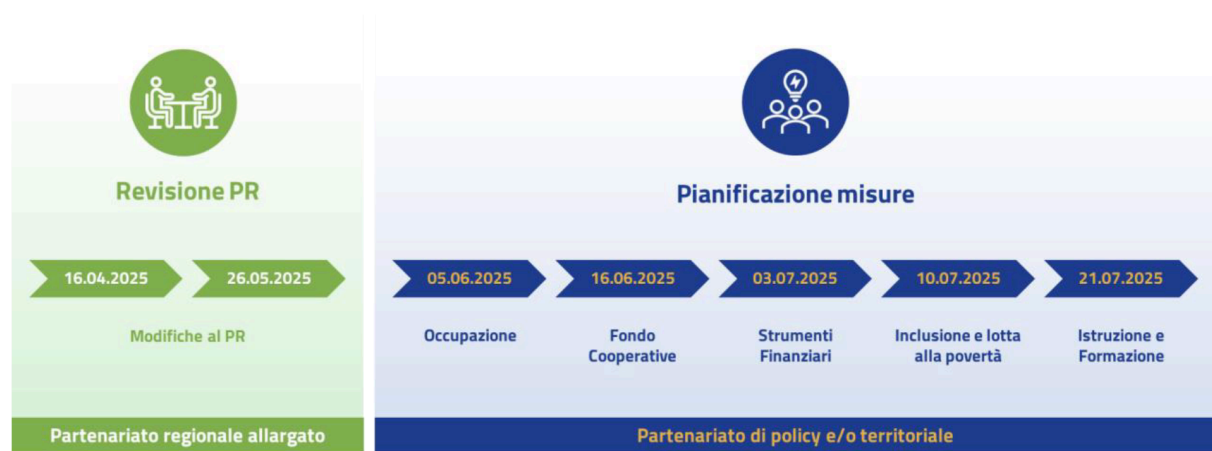 Revisione PR
16.04.2025
26.05.2025
Modifiche al PR
Partenariato regionale allargato
Pianificazione misure
05.06.2025
16.06.2025
03.07.2025
10.07.2025
21.07.2025
Occupazione
Fondo
Cooperative
Strumenti
Finanziari
Inclusione e lotta
alla povertà
Istruzione e
Formazione
Partenariato di policy e/o territoriale